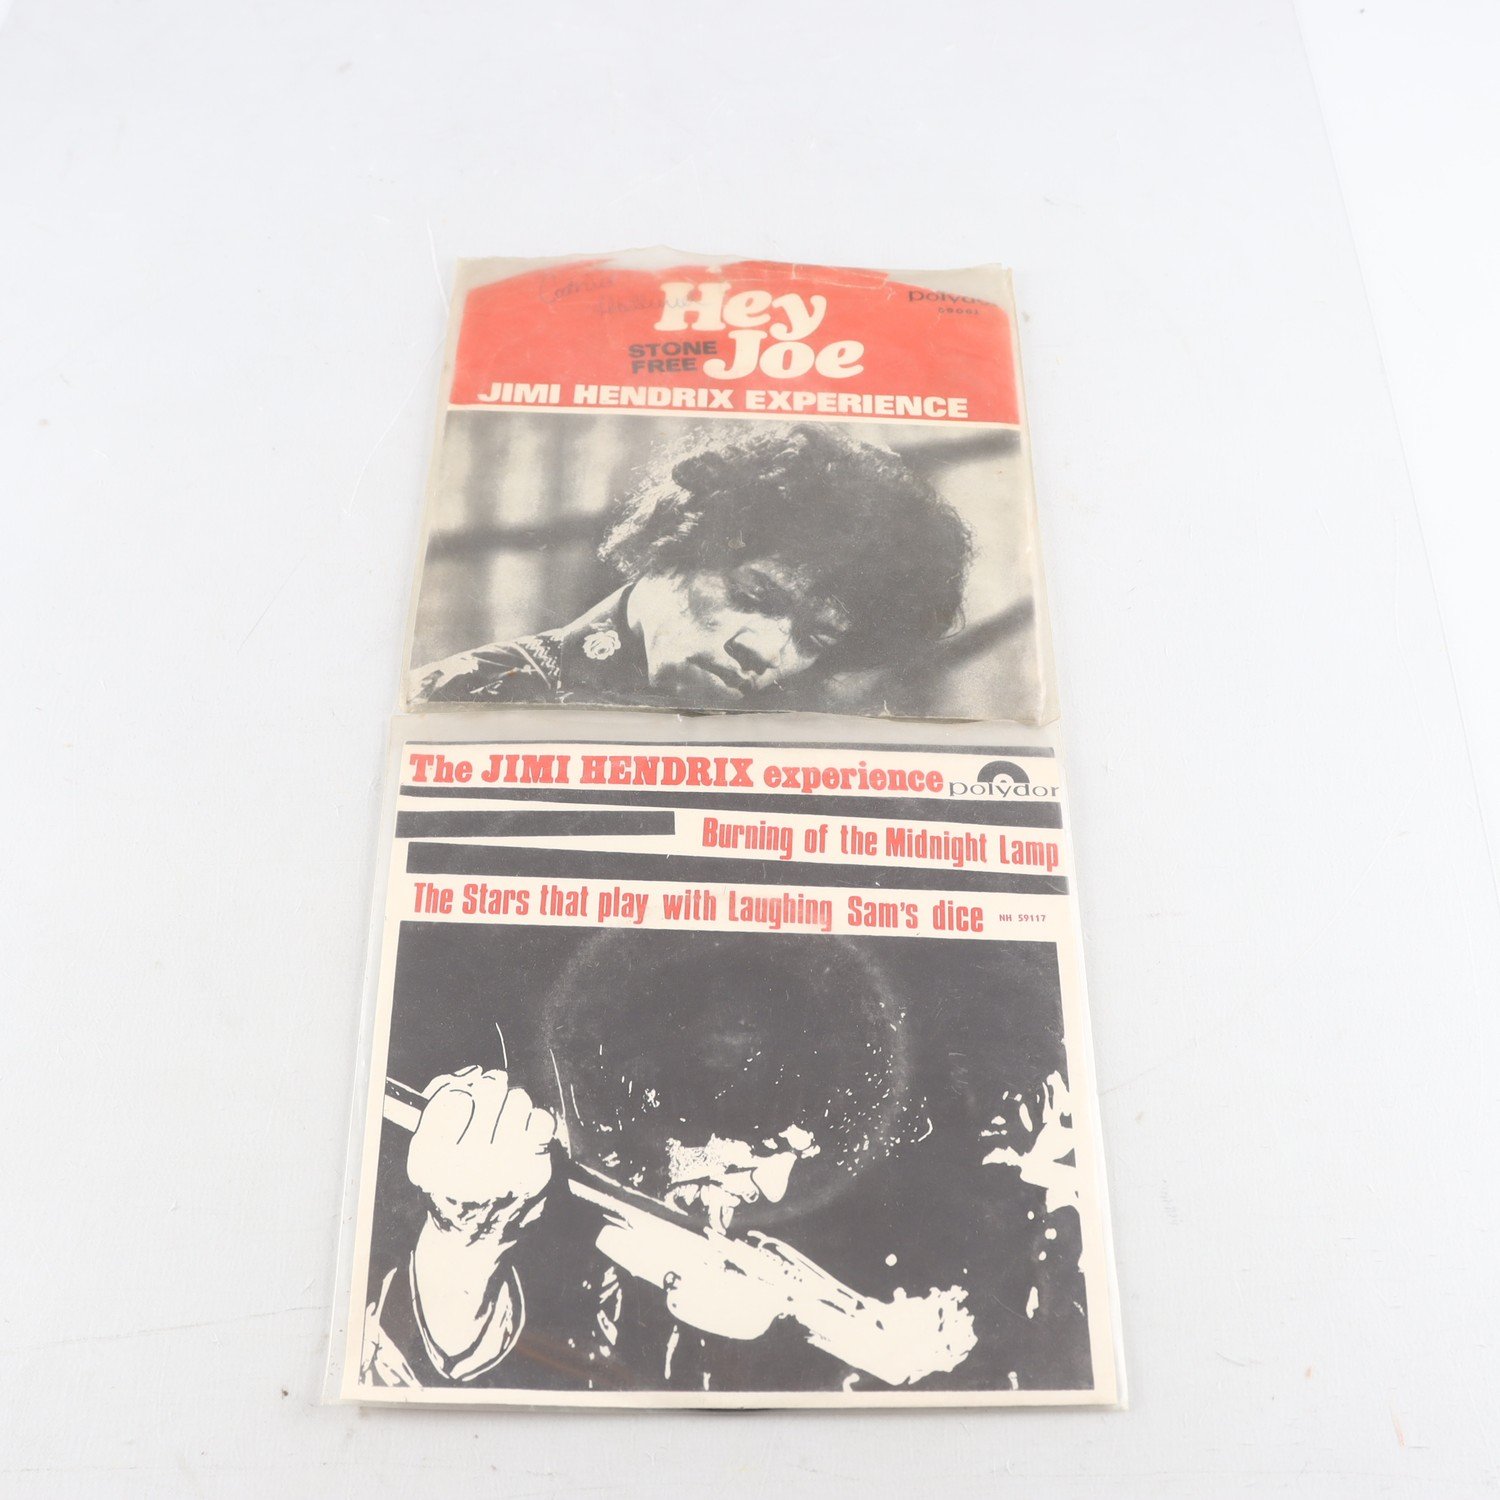 Hey
polydor
STONE
FREE
Joe
JIMI HENDRIX EXPERIENCE
The JIMI HENDRIX experience
polydor
Burning of the Midnight Lamp
The Stars that play with Laughing Sam's dice
NH 59117